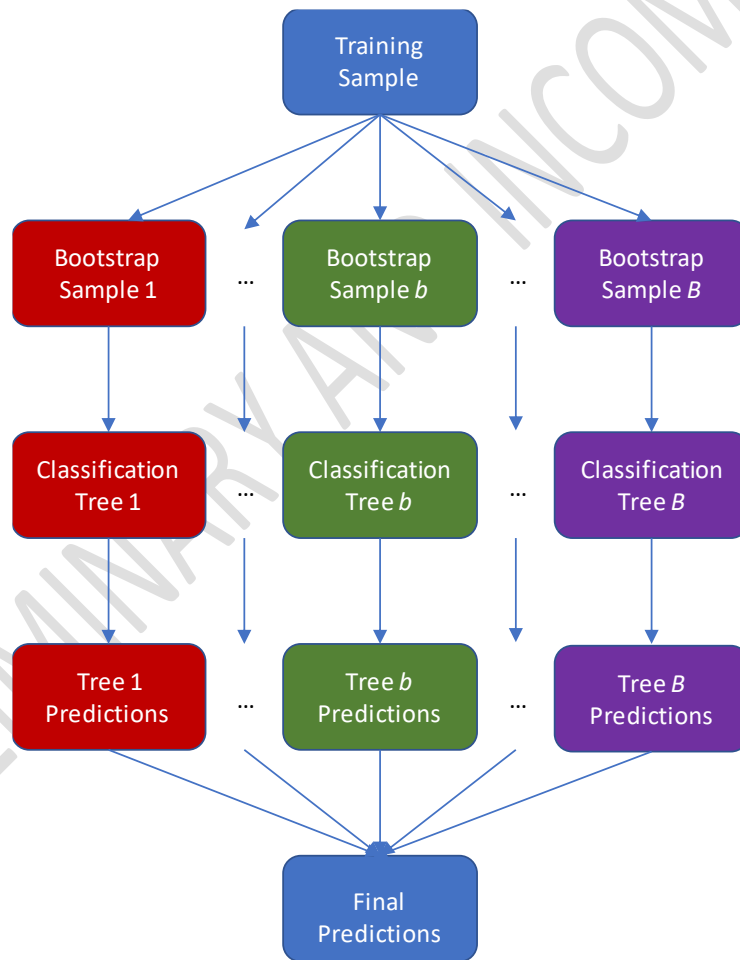 Training
Sample
Bootstrap
Sample 1
...
Bootstrap
Sample b
...
Bootstrap
Sample B
Classification
Tree 1
...
Classification
Tree b
...
Classification
Tree B
Tree 1
Predictions
...
Tree b
Predictions
...
Tree B
Predictions
Final
Predictions